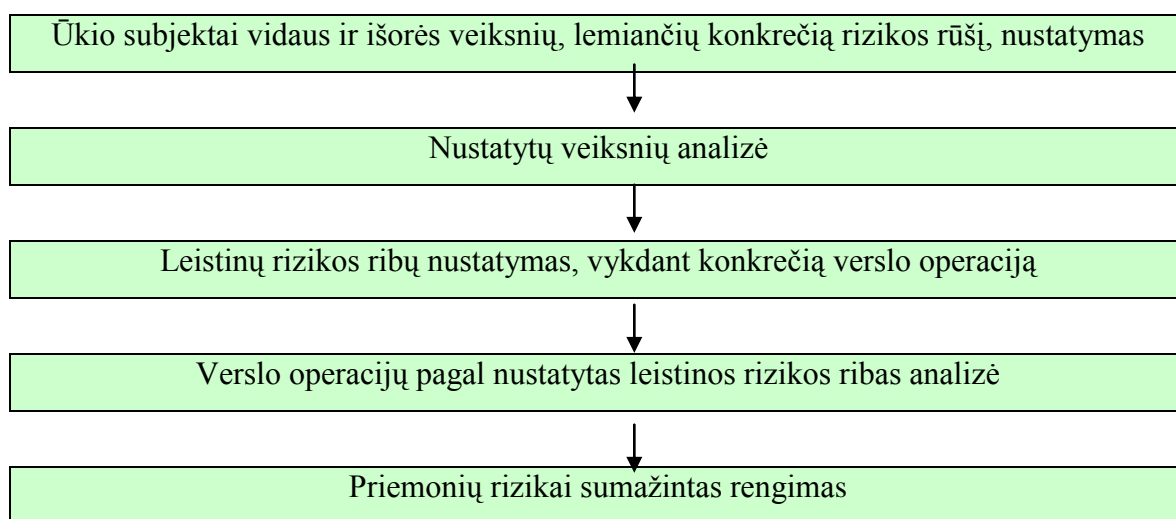 Ūkio subjektai vidaus ir išorės veiksnių, lemiančių konkrečią rizikos rūšį, nustatymas
Nustatytų veiksnių analizė
Leistinų rizikos ribų nustatymas, vykdant konkrečią verslo operaciją
Verslo operacijų pagal nustatytas leistinos rizikos ribas analizė
Priemonių rizikai sumažintas rengimas